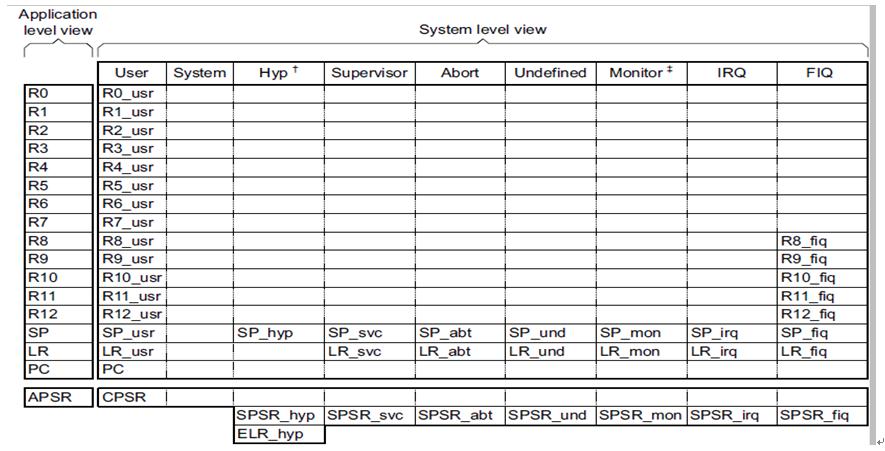 Application
level view
System level view
User System Hyp † Supervisor Abort Undefined Monitor ‡ IRQ FIQ
R0 R0_usr
R1 R1_usr
R2 R2_usr
R3 R3_usr
R4 R4_usr
R5 R5_usr
R6 R6_usr
R7 R7_usr
R8 R8_usr R8_fiq
R9 R9_usr R9_fiq
R10 R10_usr R10_fiq
R11 R11_usr R11_fiq
R12 R12_usr R12_fiq
SP SP_usr SP_hyp SP_svc SP_abt SP_und SP_mon SP_irq SP_fiq
LR LR_usr LR_svc LR_abt LR_und LR_mon LR_irq LR_fiq
PC PC
APSR CPSR
SPSR_hyp SPSR_svc SPSR_abt SPSR_und SPSR_mon SPSR_irq SPSR_fiq
ELR_hyp